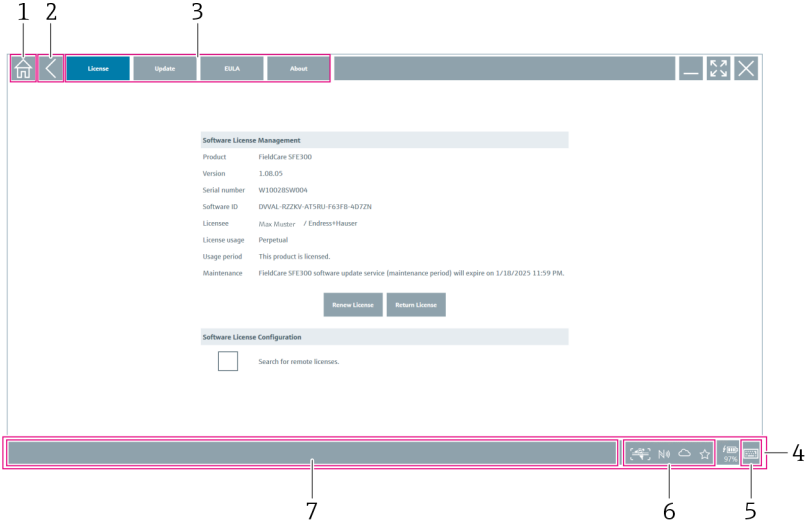 1 2 3
License Update EULA About
Software License Management
Product FieldCare SFE300
Version 1.08.05
Serial number W10028SW004
Software ID DVVAL-RZZKV-AT5RU-F63FB-4D7ZN
Licensee Max Muster / Endress+Hauser
License usage Perpetual
Usage period This product is licensed.
Maintenance FieldCare SFE300 software update service (maintenance period) will expire on 1/18/2025 11:59 PM.
Renew License Return License
Software License Configuration
Search for remote licenses.
97%
4
7 6 5